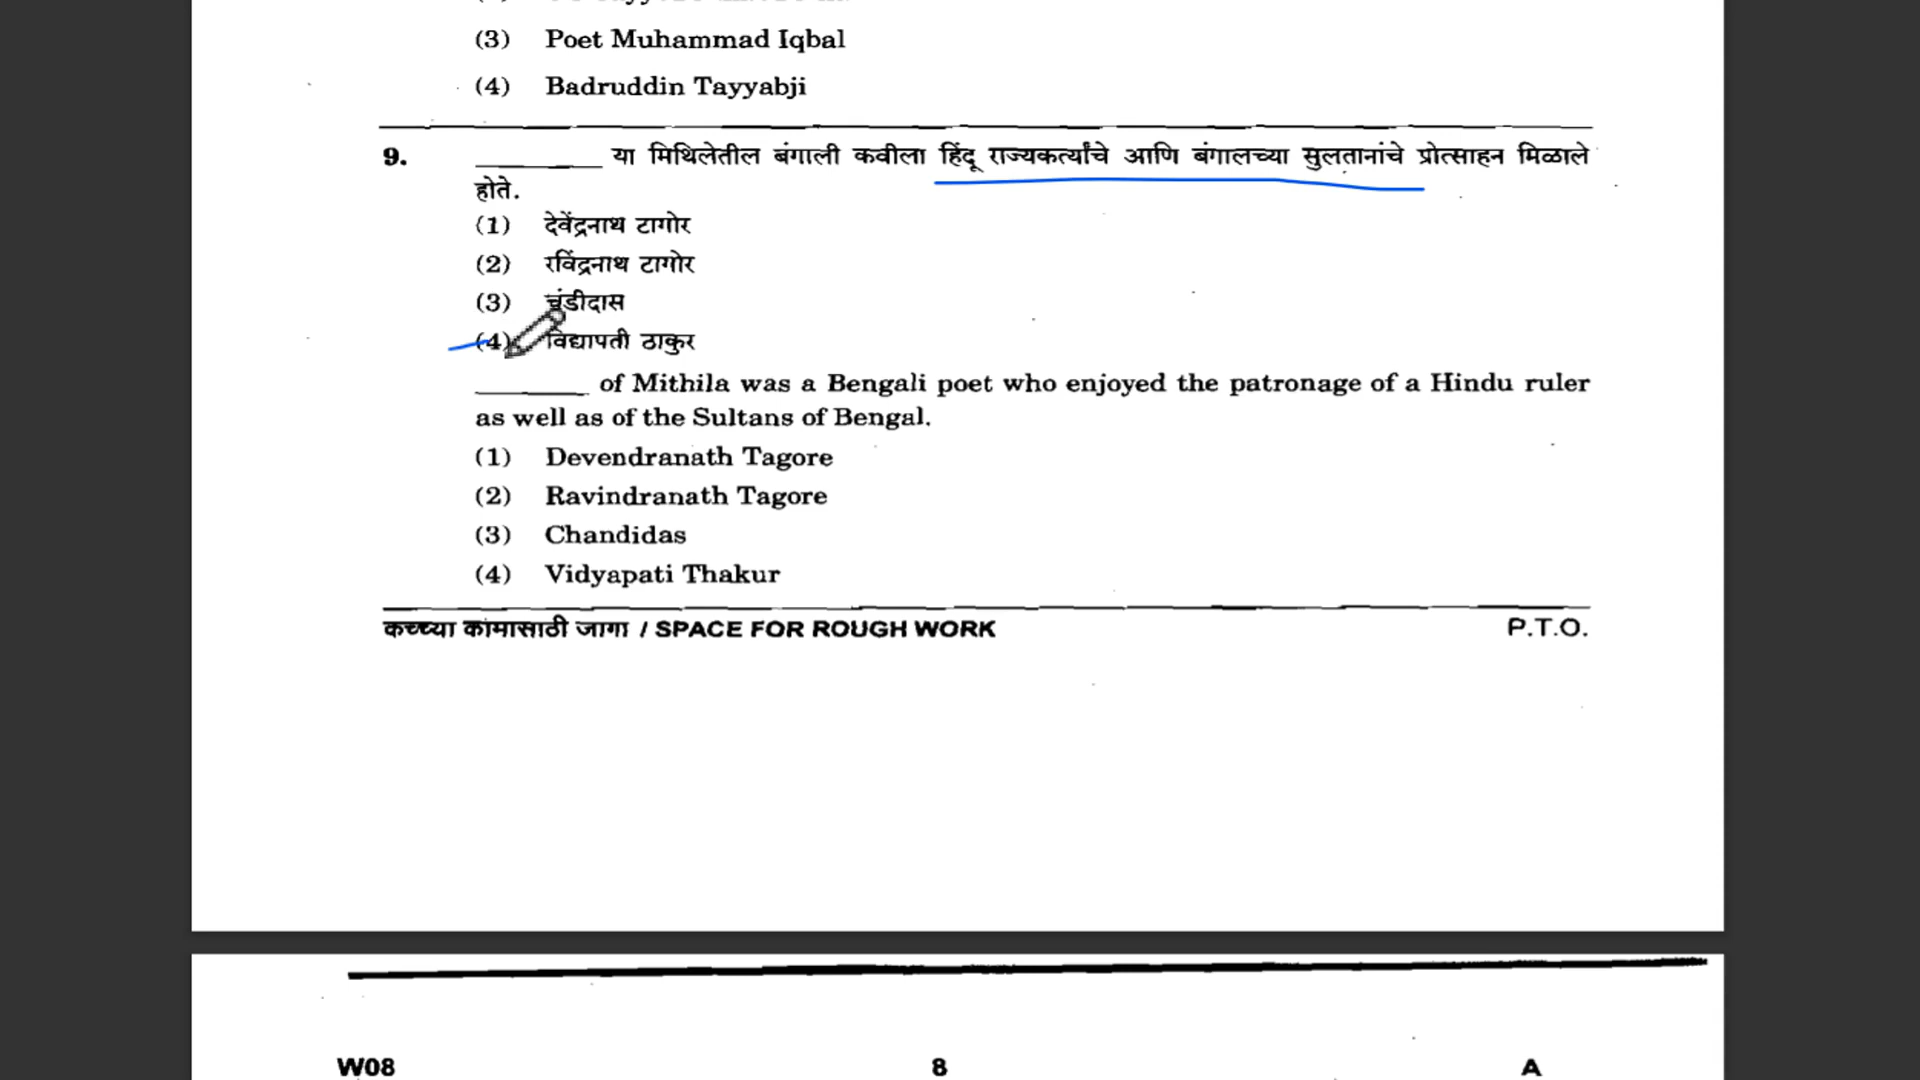 (3) Poet Muhammad Iqbal
(4) Badruddin Tayyabji
9. ________ या मिथिलेतील बंगाली कवीला हिंदू राज्यकर्त्यांचे आणि बंगालच्या सुलतानांचे प्रोत्साहन मिळाले
होते.
(1) देवेंद्रनाथ टागोर
(2) रविंद्रनाथ टागोर
(3) चंडीदास
(4) विद्यापती ठाकुर
________ of Mithila was a Bengali poet who enjoyed the patronage of a Hindu ruler
as well as of the Sultans of Bengal.
(1) Devendranath Tagore
(2) Ravindranath Tagore
(3) Chandidas
(4) Vidyapati Thakur
कच्च्या कामासाठी जागा / SPACE FOR ROUGH WORK P.T.O.
W08 8 A